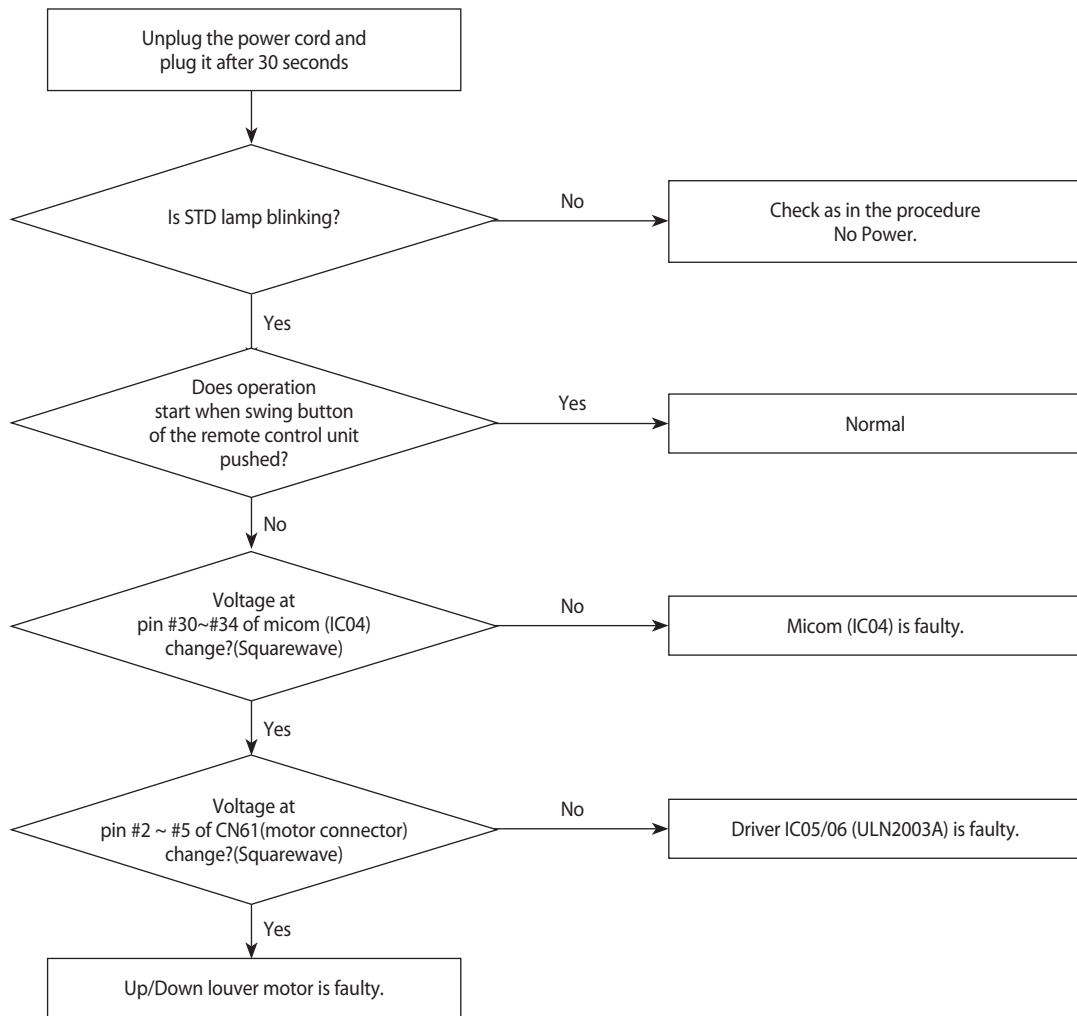 Unplug the power cord and
plug it after 30 seconds
Is STD lamp blinking?
No
Check as in the procedure
No Power.
Yes
Does operation
start when swing button
of the remote control unit
pushed?
Yes
Normal
No
Voltage at
pin #30~#34 of micom (IC04)
change?(Squarewave)
No
Micom (IC04) is faulty.
Yes
Voltage at
pin #2 ~ #5 of CN61(motor connector)
change?(Squarewave)
No
Driver IC05/06 (ULN2003A) is faulty.
Yes
Up/Down louver motor is faulty.